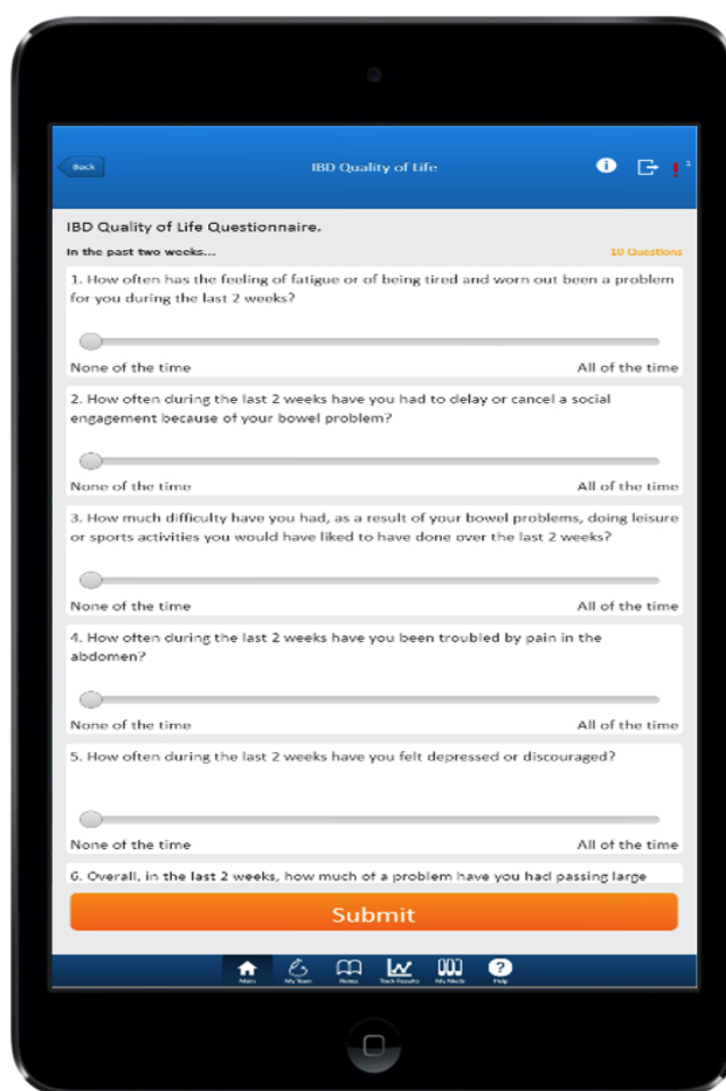 Back
IBD Quality of Life
1
IBD Quality of Life Questionnaire.
In the past two weeks...
10 Questions
1. How often has the feeling of fatigue or of being tired and worn out been a problem
for you during the last 2 weeks?
None of the time
All of the time
2. How often during the last 2 weeks have you had to delay or cancel a social
engagement because of your bowel problem?
None of the time
All of the time
3. How much difficulty have you had, as a result of your bowel problems, doing leisure
or sports activities you would have liked to have done over the last 2 weeks?
None of the time
All of the time
4. How often during the last 2 weeks have you been troubled by pain in the
abdomen?
None of the time
All of the time
5. How often during the last 2 weeks have you felt depressed or discouraged?
None of the time
All of the time
6. Overall, in the last 2 weeks, how much of a problem have you had passing large
Submit
Main
My Team
Track Results
My Meds
Help